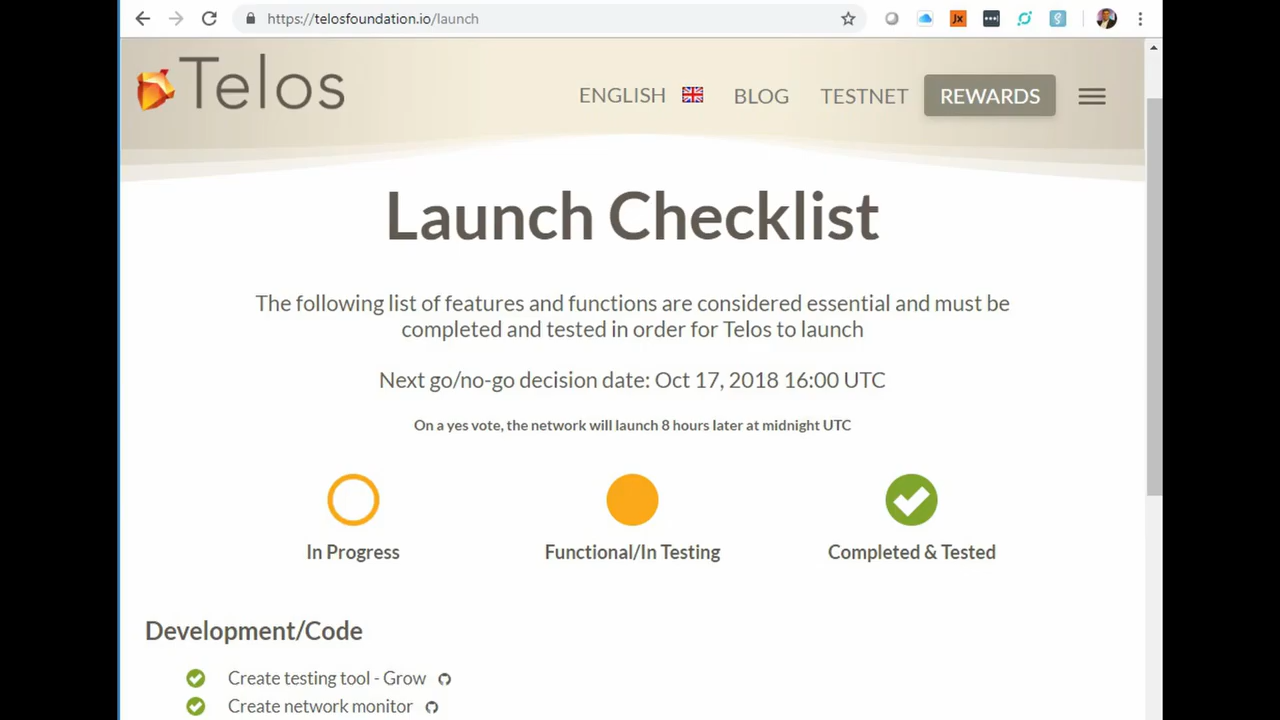 https://telosfoundation.io/launch
Jx
Telos
ENGLISH BLOG TESTNET REWARDS
Launch Checklist
The following list of features and functions are considered essential and must be
completed and tested in order for Telos to launch
Next go/no-go decision date: Oct 17, 2018 16:00 UTC
On a yes vote, the network will launch 8 hours later at midnight UTC
In Progress Functional/In Testing Completed & Tested
Development/Code
Create testing tool - Grow
Create network monitor